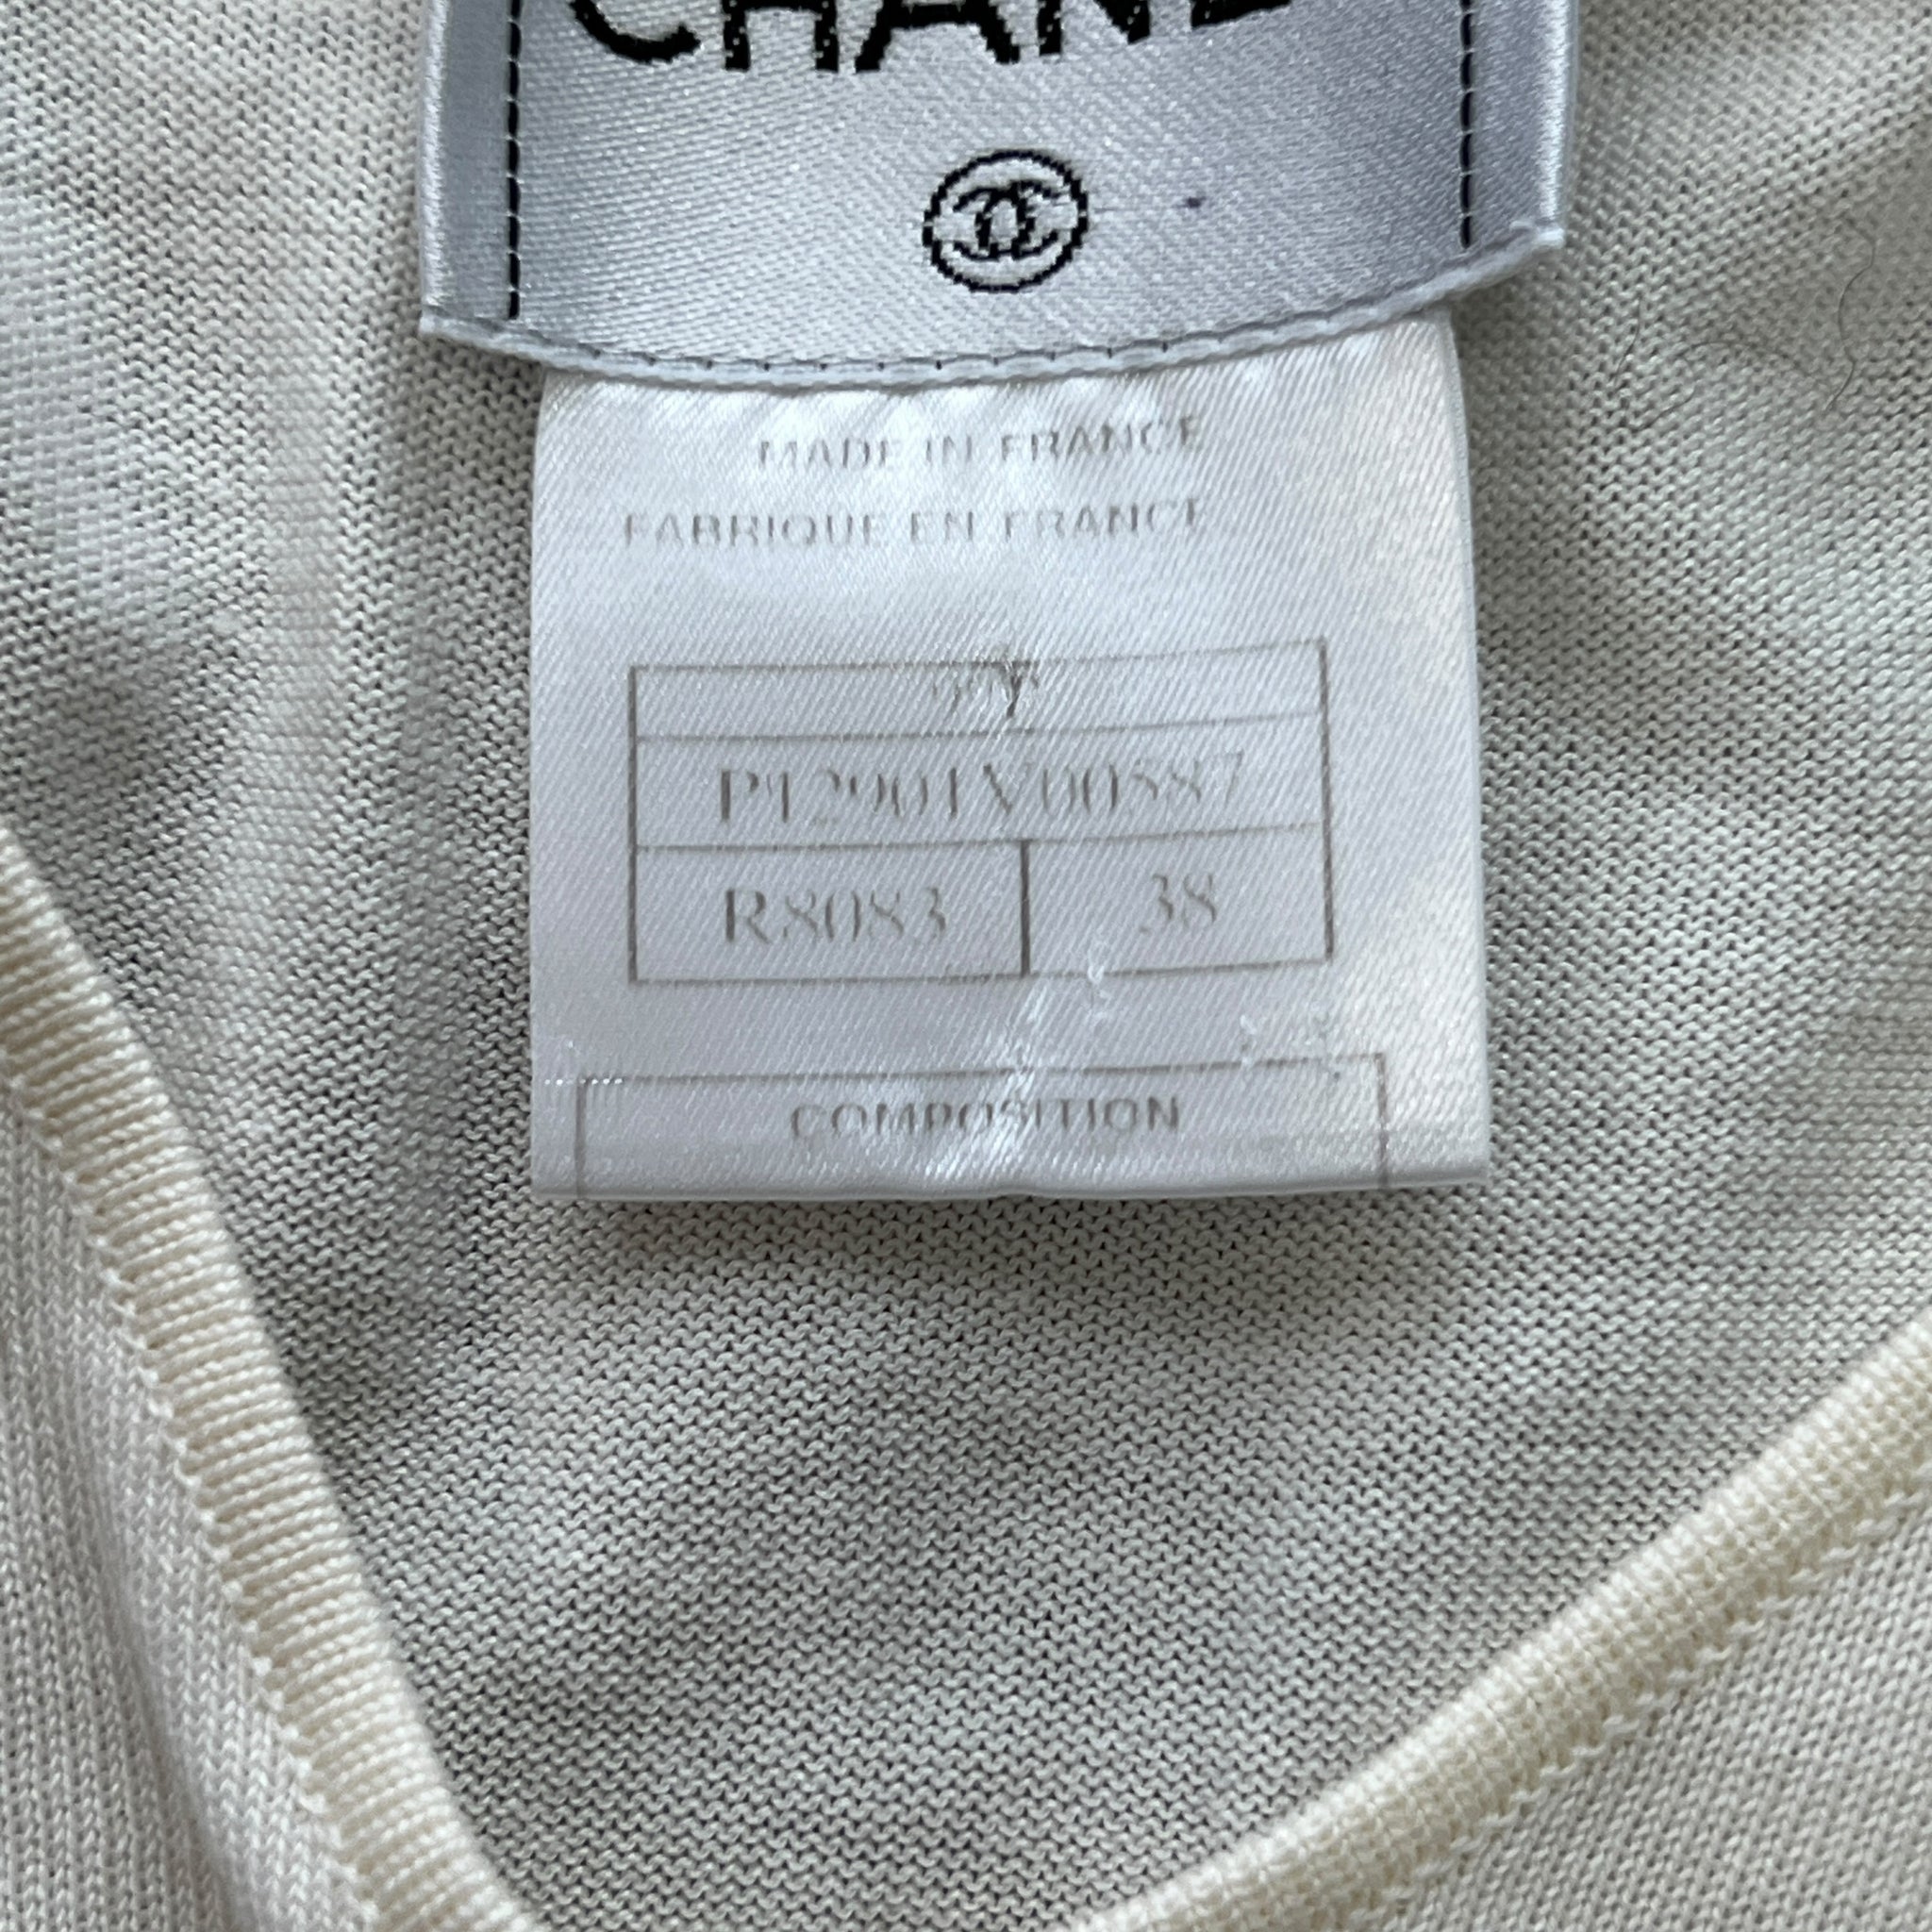 CHANEL
MADE IN FRANCE
FABRIQUE EN FRANCE
P12901V00587
R8083 38
COMPOSITION